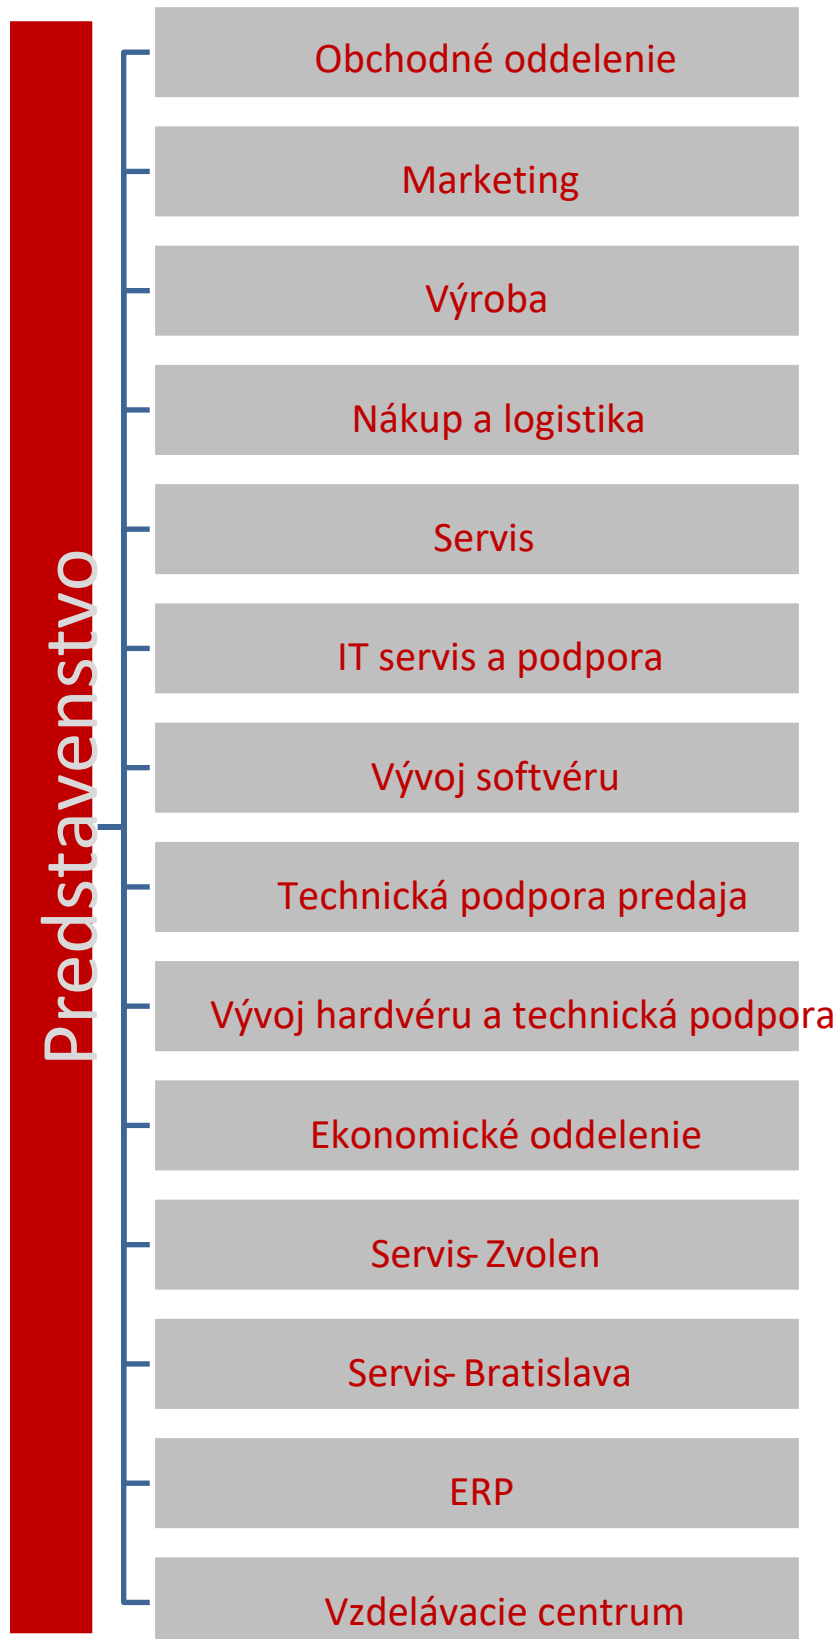 Predstavenstvo
Obchodné oddelenie
Marketing
Výroba
Nákup a logistika
Servis
IT servis a podpora
Vývoj softvéru
Technická podpora predaja
Vývoj hardvéru a technická podpora
Ekonomické oddelenie
Servis- Zvolen
Servis- Bratislava
ERP
Vzdelávacie centrum